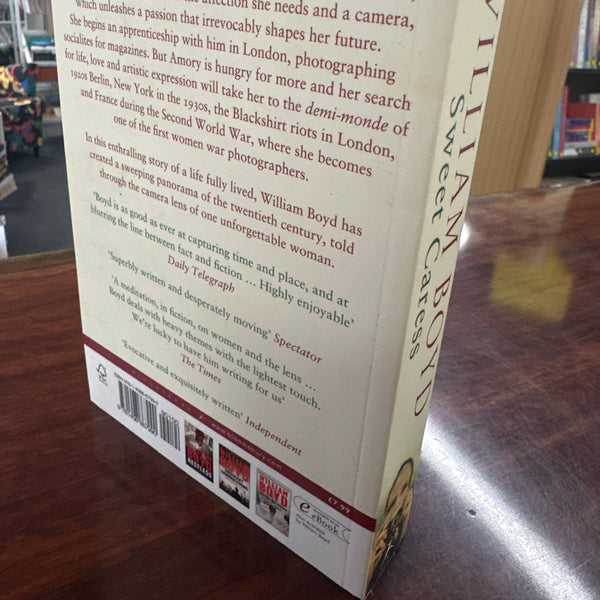 affection she needs and a camera,
which unleashes a passion that irrevocably shapes her future.
She begins an apprenticeship with him in London, photographing
socialites for magazines. But Amory is hungry for more and her search
for life, love and artistic expression will take her to the demi-monde of
1920s Berlin, New York in the 1930s, the Blackshirt riots in London,
and France during the Second World War, where she becomes
one of the first women war photographers.
In this enthralling story of a life fully lived, William Boyd has
created a sweeping panorama of the twentieth century, told
through the camera lens of one unforgettable woman.
'Boyd is as good as ever at capturing time and place, and at
blurring the line between fact and fiction ... Highly enjoyable'
Daily Telegraph
'Superbly written and desperately moving' Spectator
'A meditation, in fiction, on women and the lens ...
Boyd deals with heavy themes with the lightest touch.
We're lucky to have him writing for us'
The Times
'Evocative and exquisitely written' Independent
www.bloomsbury.com
£7.99
FSC
RESTLESS
WILLIAM
BOYD
eBook
WILLIAM BOYD
Sweet Caress